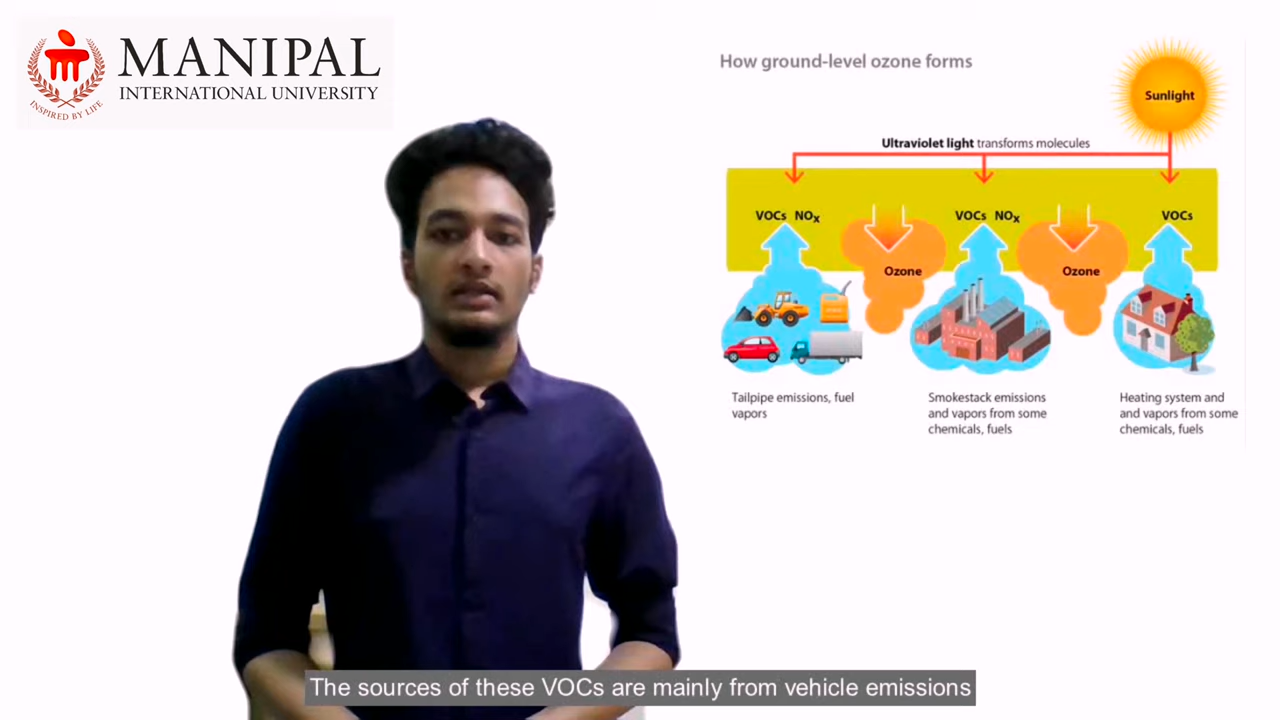 MANIPAL
INTERNATIONAL UNIVERSITY
INSPIRED BY LIFE
How ground-level ozone forms
Sunlight
Ultraviolet light transforms molecules
VOCs NOx
VOCs NOx
VOCs
Ozone
Ozone
Tailpipe emissions, fuel
vapors
Smokestack emissions
and vapors from some
chemicals, fuels
Heating system and
and vapors from some
chemicals, fuels
The sources of these VOCs are mainly from vehicle emissions